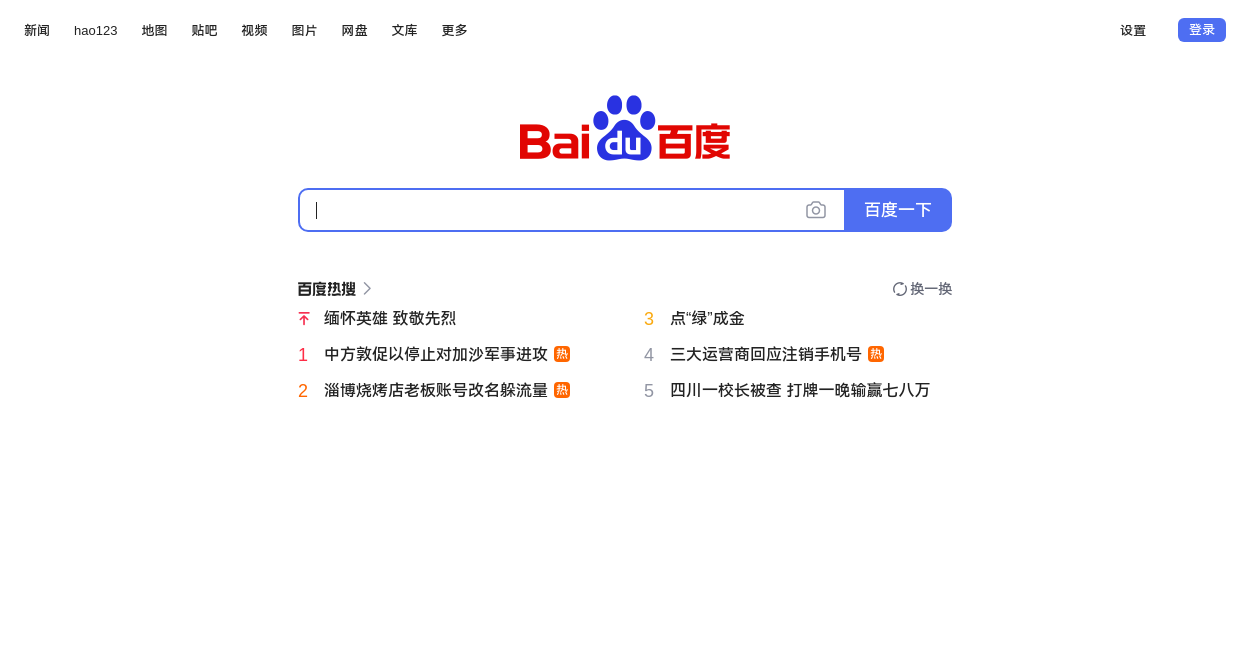 新闻 hao123 地图 贴吧 视频 图片 网盘 文库 更多 设置 登录
Bai du 百度
百度一下
百度热搜 换一换
缅怀英雄 致敬先烈
1 中方敦促以停止对加沙军事进攻 热
2 淄博烧烤店老板账号改名躲流量 热
3 点“绿”成金
4 三大运营商回应注销手机号 热
5 四川一校长被查 打牌一晚输赢七八万